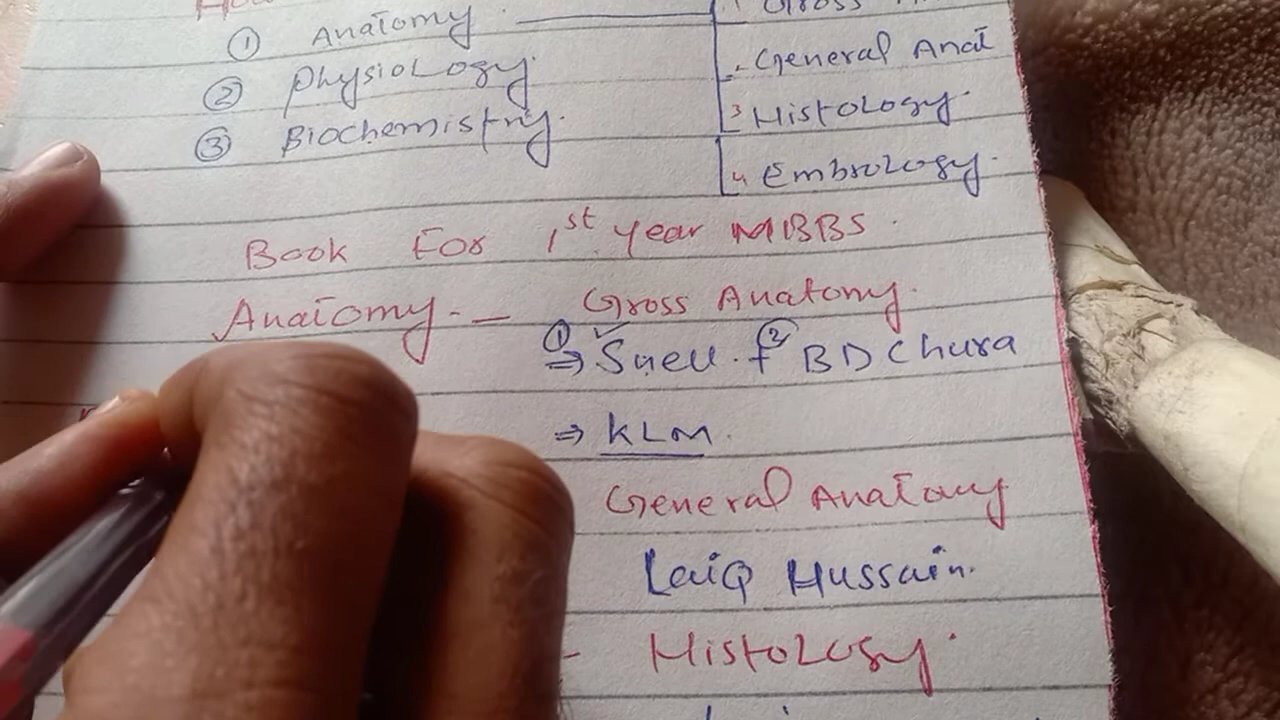 ① Anatomy. Gross
General Anat
② Physiology.
3 Histology.
③ Biochemistry.
4 Embrology.
Book For 1st year MBBS.
Anatomy. - Gross Anatomy.
① ⇒ Snell. f ② BD Chura
⇒ KLM.
General Anatomy
Laiq Hussain.
- Histology.